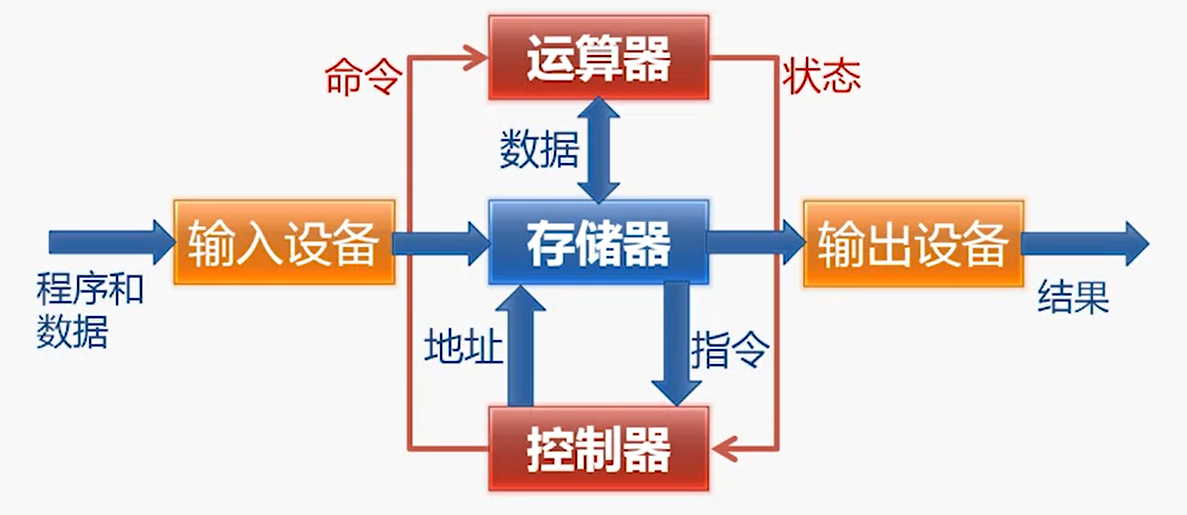 运算器
命令
状态
数据
输入设备
存储器
输出设备
程序和
数据
结果
地址
指令
控制器